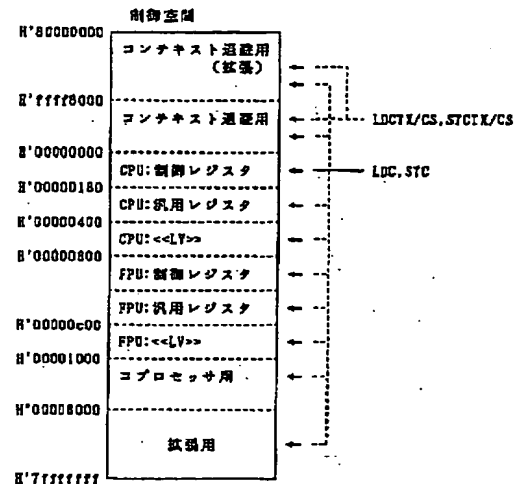 制御空間
H'80000000
コンテキスト退避用
(拡張)
H'ffff8000
コンテキスト退避用
LDCTX/CS,STCTX/CS
H'00000000
CPU:制御レジスタ
LDC,STC
H'00000180
CPU:汎用レジスタ
H'00000400
CPU:<<LV>>
H'00000800
FPU:制御レジスタ
FPU:汎用レジスタ
H'00000c00
FPU:<<LV>>
H'00001000
コプロセッサ用
H'00008000
拡張用
H'7fffffff